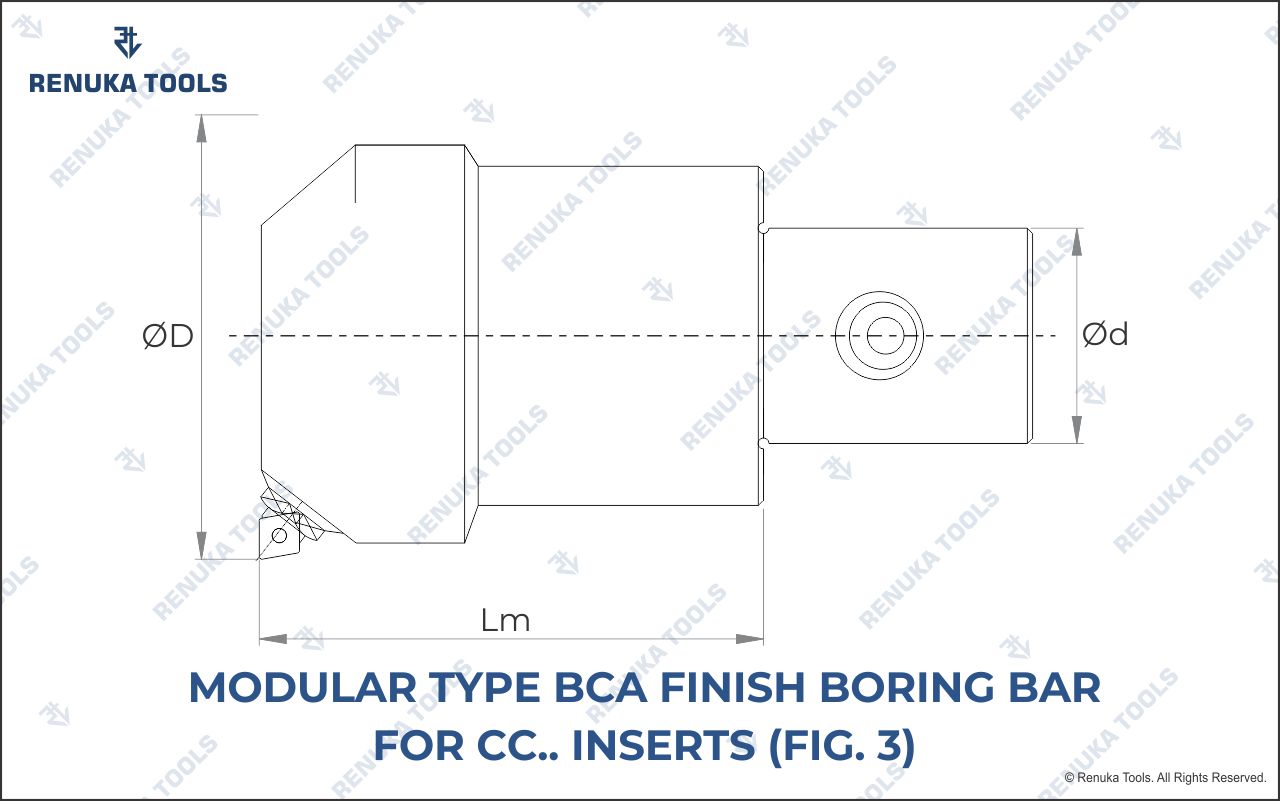 RENUKA TOOLS
ØD
Ød
Lm
MODULAR TYPE BCA FINISH BORING BAR
FOR CC.. INSERTS (FIG. 3)
© Renuka Tools. All Rights Reserved.